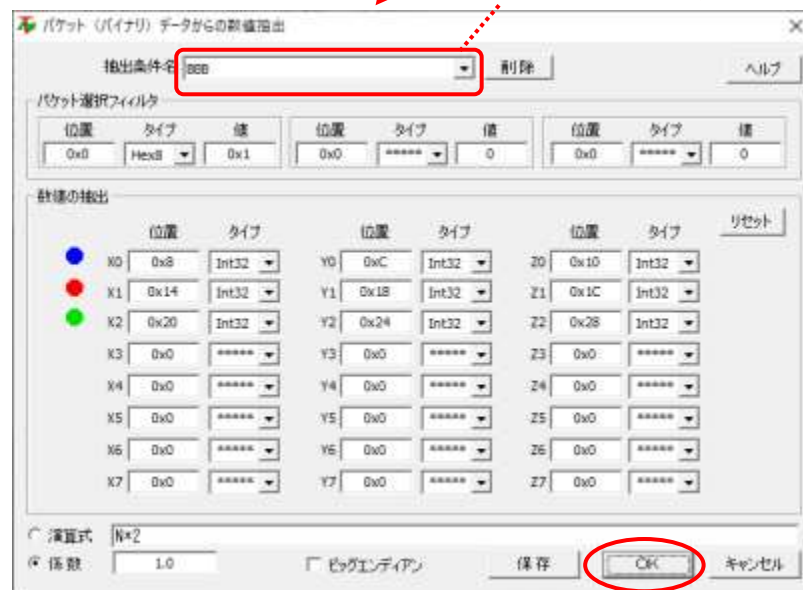 パケット (バイナリ) データからの数値抽出
抽出条件名 BBB 削除 ヘルプ
パケット選択フィルタ
位置 タイプ 値 位置 タイプ 値 位置 タイプ 値
0x0 Hex8 0x1 0x0 ***** 0 0x0 ***** 0
数値の抽出
リセット
位置 タイプ 位置 タイプ 位置 タイプ
X0 0x8 Int32 Y0 0xC Int32 Z0 0x10 Int32
X1 0x14 Int32 Y1 0x18 Int32 Z1 0x1C Int32
X2 0x20 Int32 Y2 0x24 Int32 Z2 0x28 Int32
X3 0x0 ***** Y3 0x0 ***** Z3 0x0 *****
X4 0x0 ***** Y4 0x0 ***** Z4 0x0 *****
X5 0x0 ***** Y5 0x0 ***** Z5 0x0 *****
X6 0x0 ***** Y6 0x0 ***** Z6 0x0 *****
X7 0x0 ***** Y7 0x0 ***** Z7 0x0 *****
演算式 N*2
係数 1.0 ビッグエンディアン 保存 OK キャンセル